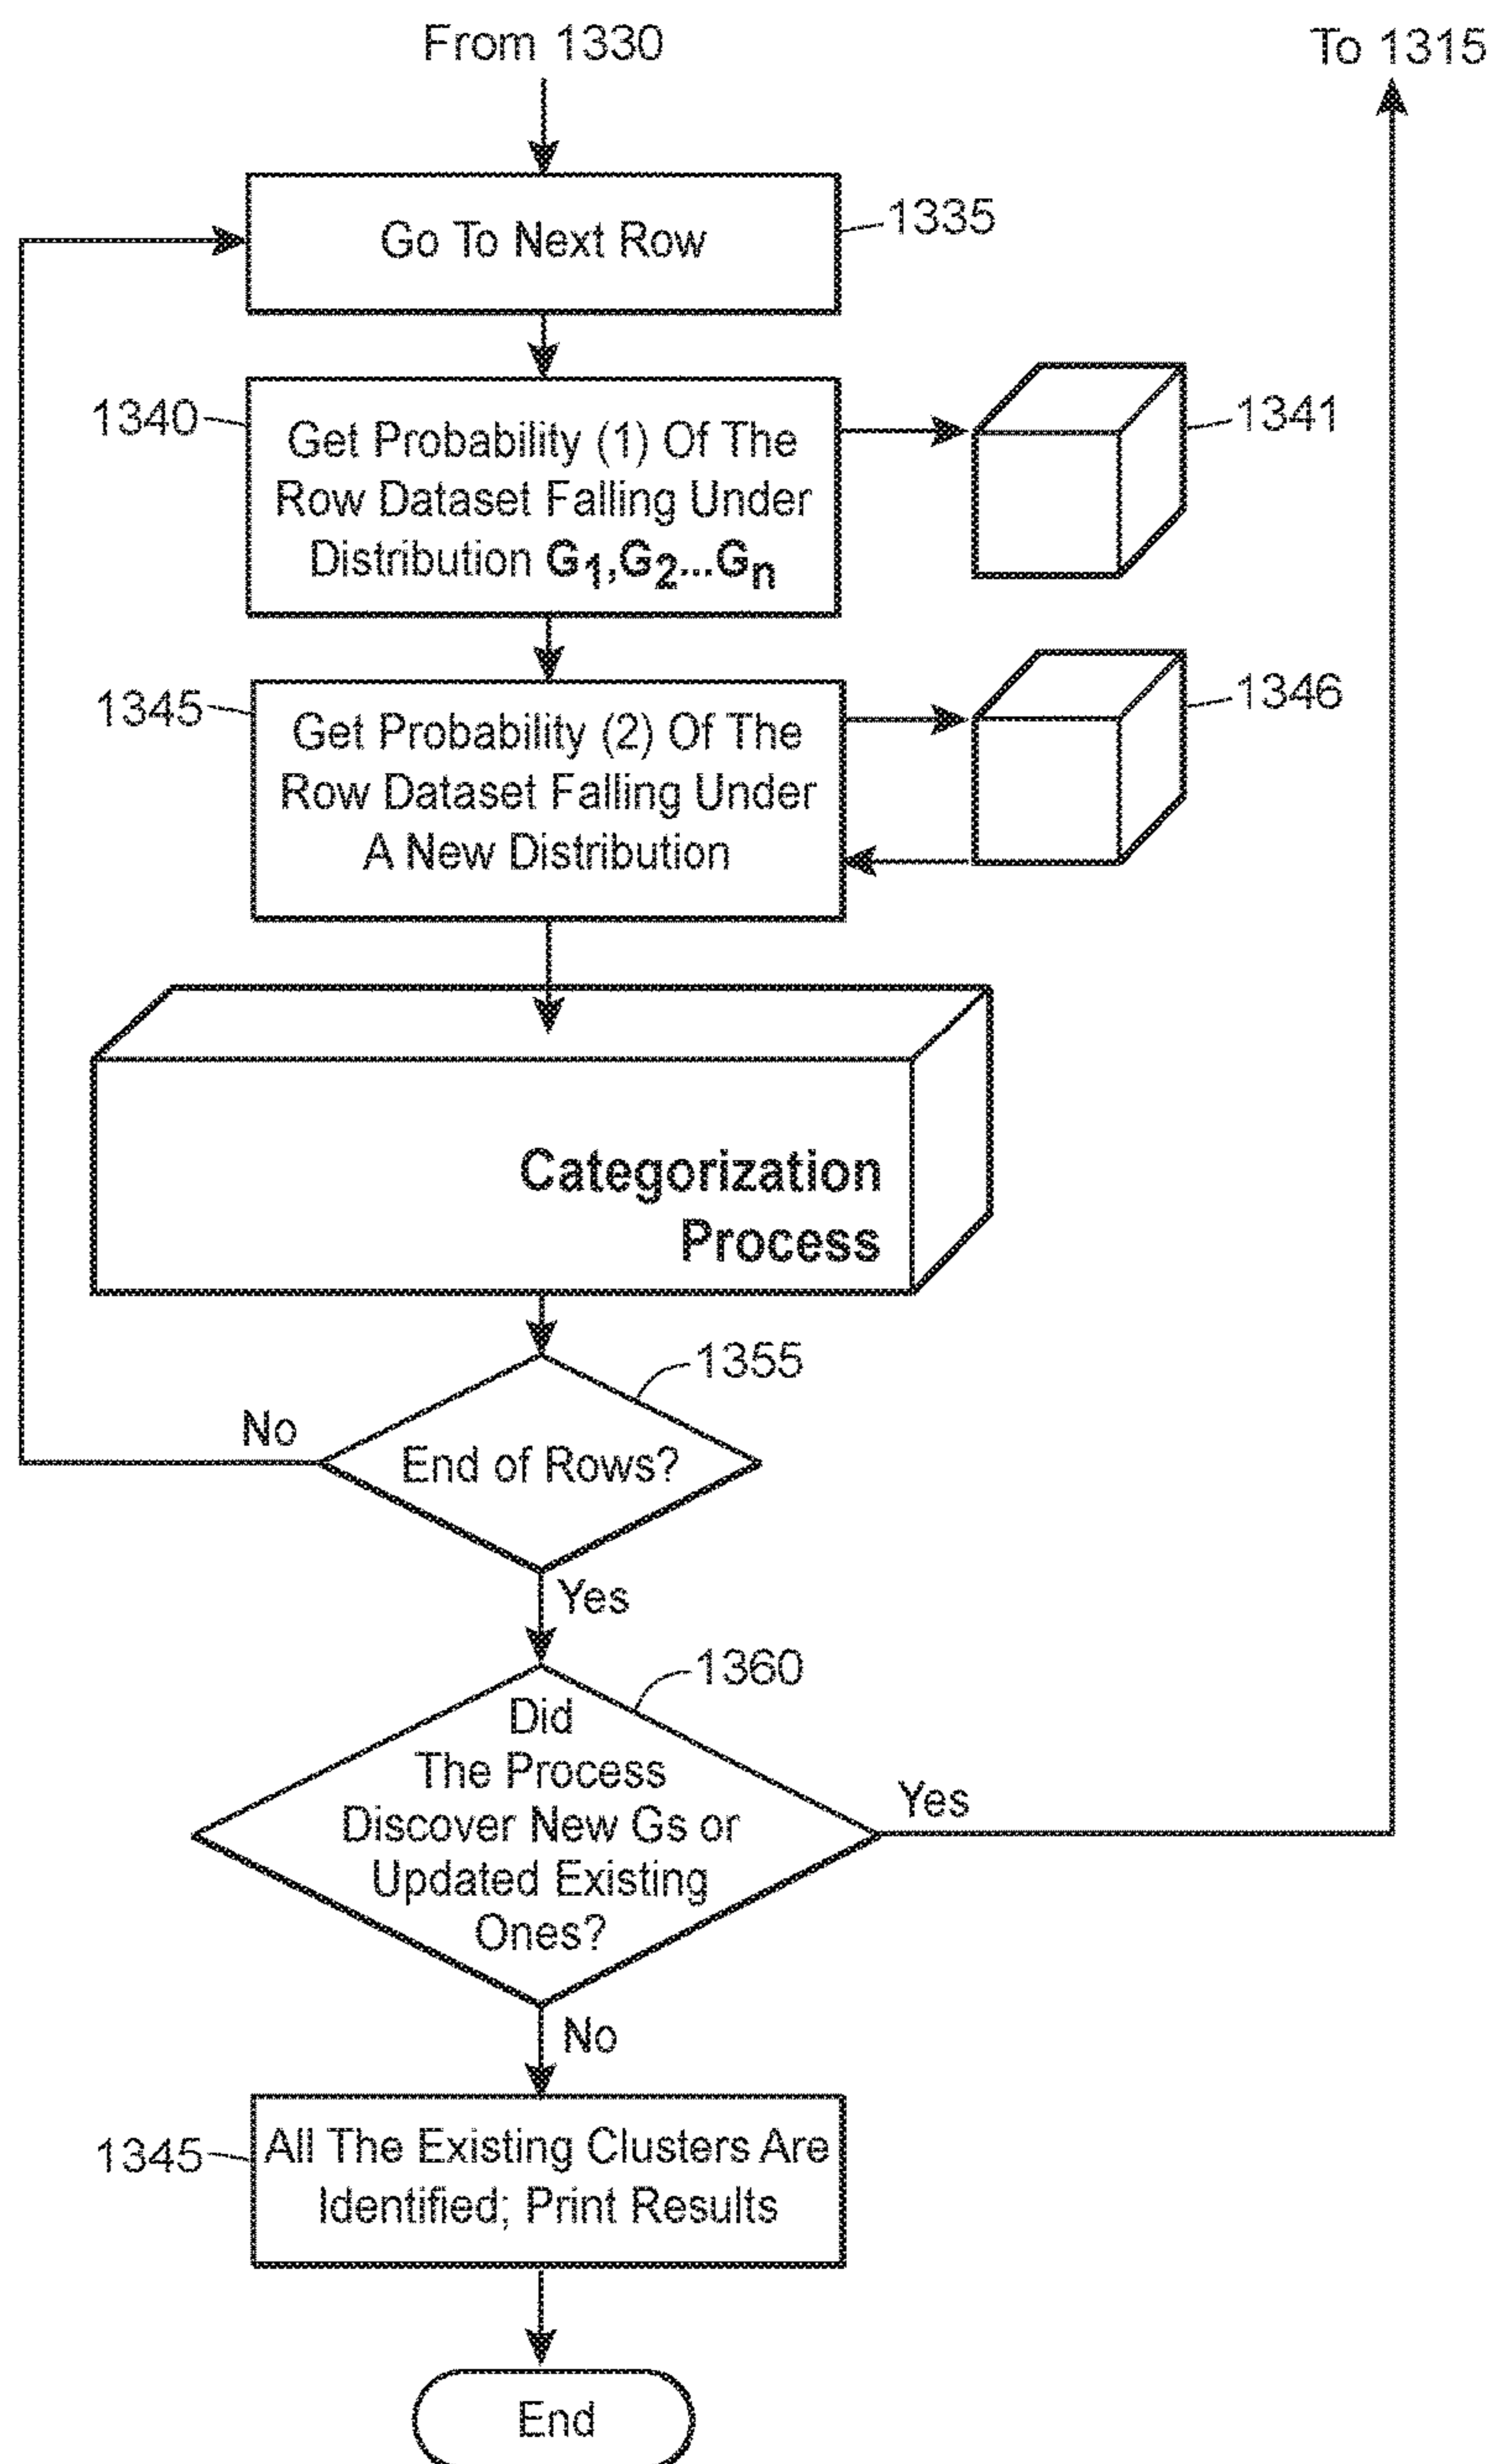 From 1330
To 1315
Go To Next Row
1335
1340
Get Probability (1) Of The
Row Dataset Falling Under
Distribution G1,G2...Gn
1341
1345
Get Probability (2) Of The
Row Dataset Falling Under
A New Distribution
1346
Categorization
Process
1355
No
End of Rows?
Yes
1360
Did
The Process
Discover New Gs or
Updated Existing
Ones?
Yes
No
1345
All The Existing Clusters Are
Identified; Print Results
End